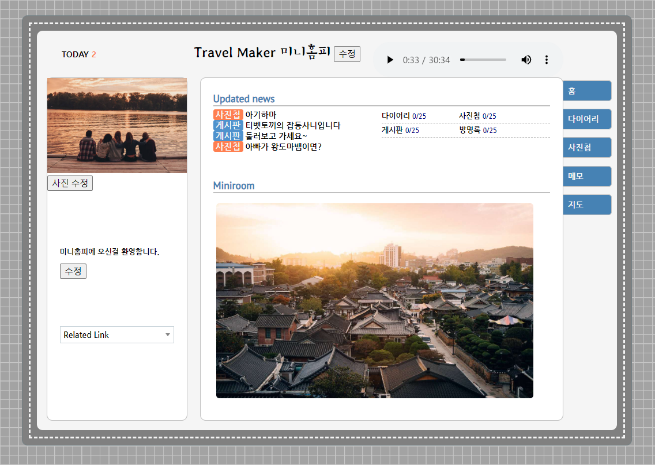 TODAY 2
Travel Maker 미니홈피 수정
0:33 / 30:34
사진 수정
미니홈피에 오신걸 환영합니다.
수정
Related Link
Updated news
사진첩 아기하마
게시판 티벳토끼의 잡동사니입니다
게시판 둘러보고 가세요~
사진첩 아빠가 왕도마뱀이면?
다이어리 0/25 사진첩 0/25
게시판 0/25 방명록 0/25
Miniroom
홈
다이어리
사진첩
메모
지도